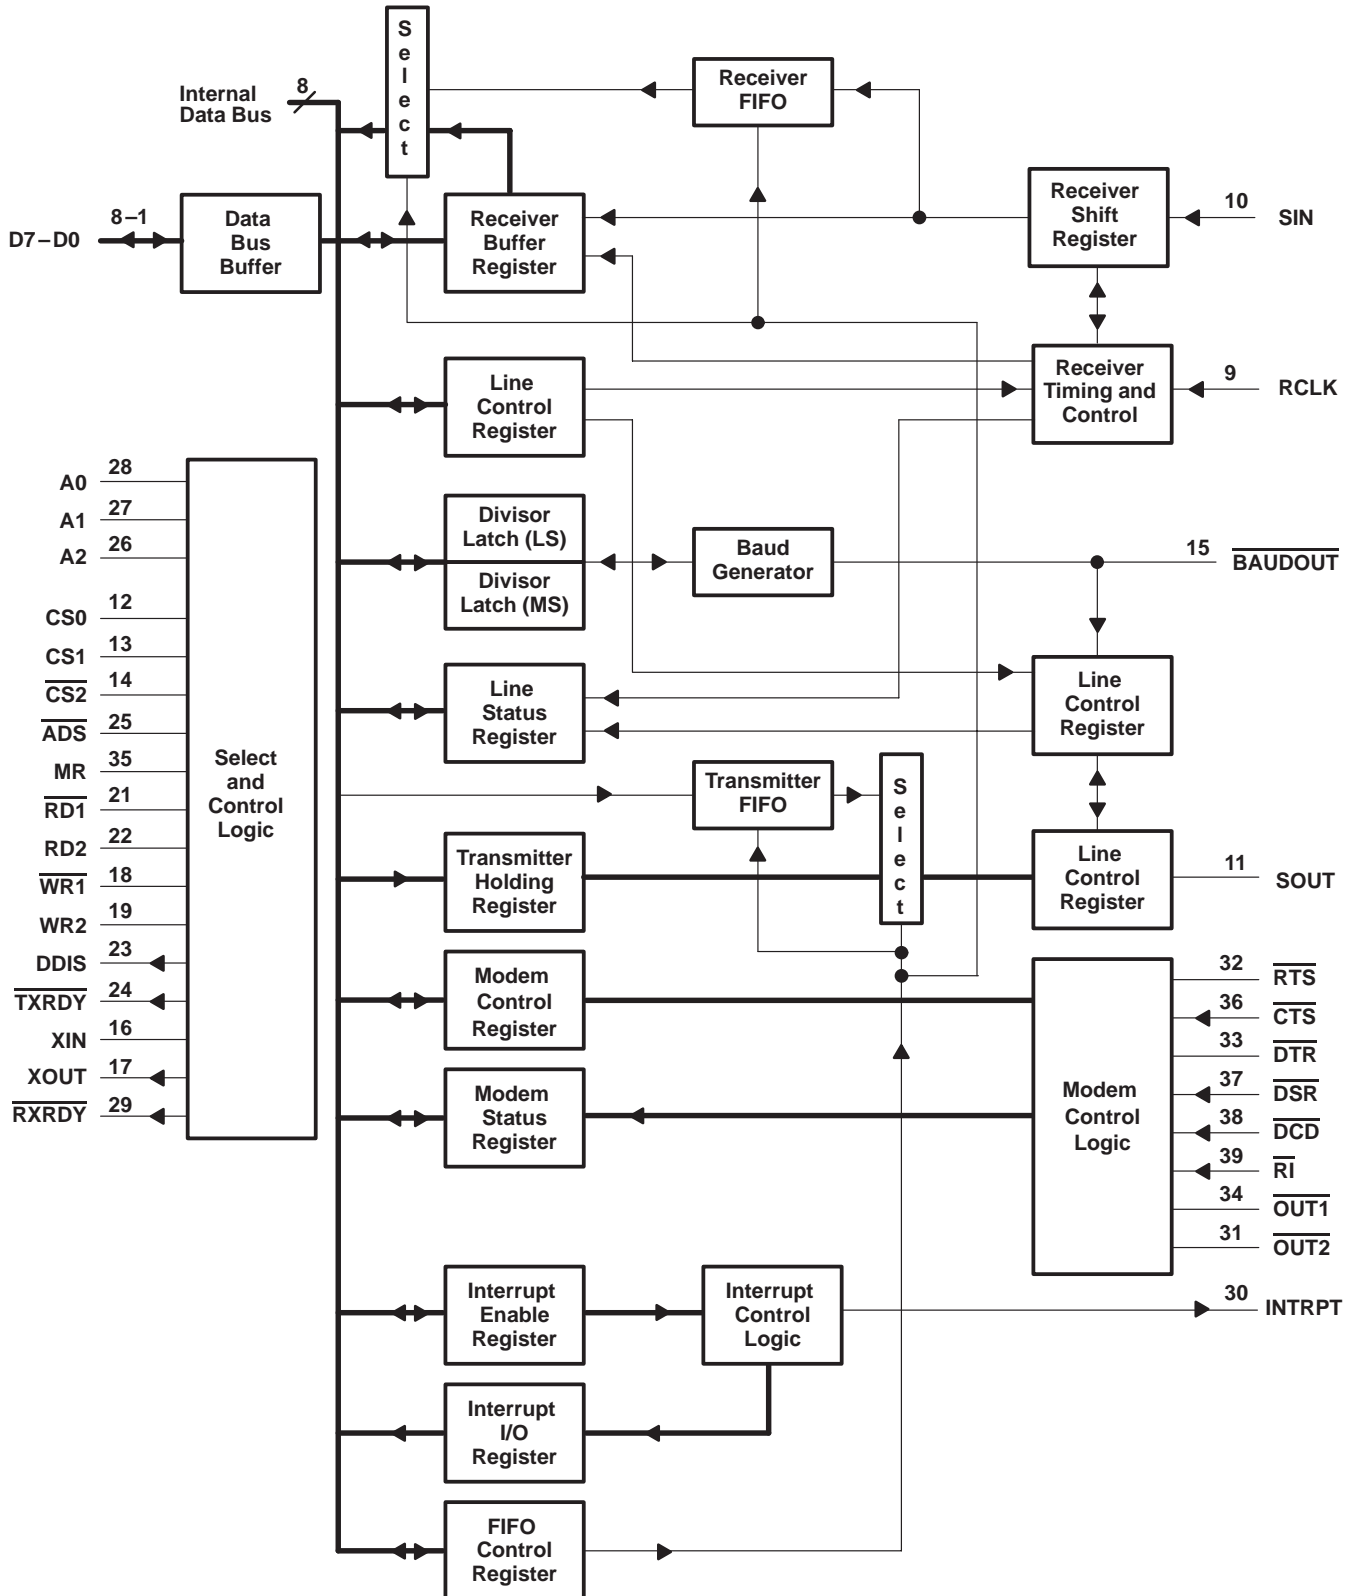 S
e
l
e
c
t
Internal
Data Bus
8
Receiver
FIFO
D7–D0
8–1
Data
Bus
Buffer
Receiver
Buffer
Register
Receiver
Shift
Register
10
SIN
Line
Control
Register
Receiver
Timing and
Control
9
RCLK
A0
28
A1
27
A2
26
CS0
12
CS1
13
CS2
14
ADS
25
MR
35
RD1
21
RD2
22
WR1
18
WR2
19
DDIS
23
TXRDY
24
XIN
16
XOUT
17
RXRDY
29
Select
and
Control
Logic
Divisor
Latch (LS)
Divisor
Latch (MS)
Baud
Generator
15
BAUDOUT
Line
Status
Register
Line
Control
Register
Transmitter
FIFO
S
e
l
e
c
t
Transmitter
Holding
Register
Line
Control
Register
11
SOUT
Modem
Control
Register
Modem
Status
Register
Modem
Control
Logic
32
RTS
36
CTS
33
DTR
37
DSR
38
DCD
39
RI
34
OUT1
31
OUT2
Interrupt
Enable
Register
Interrupt
Control
Logic
30
INTRPT
Interrupt
I/O
Register
FIFO
Control
Register